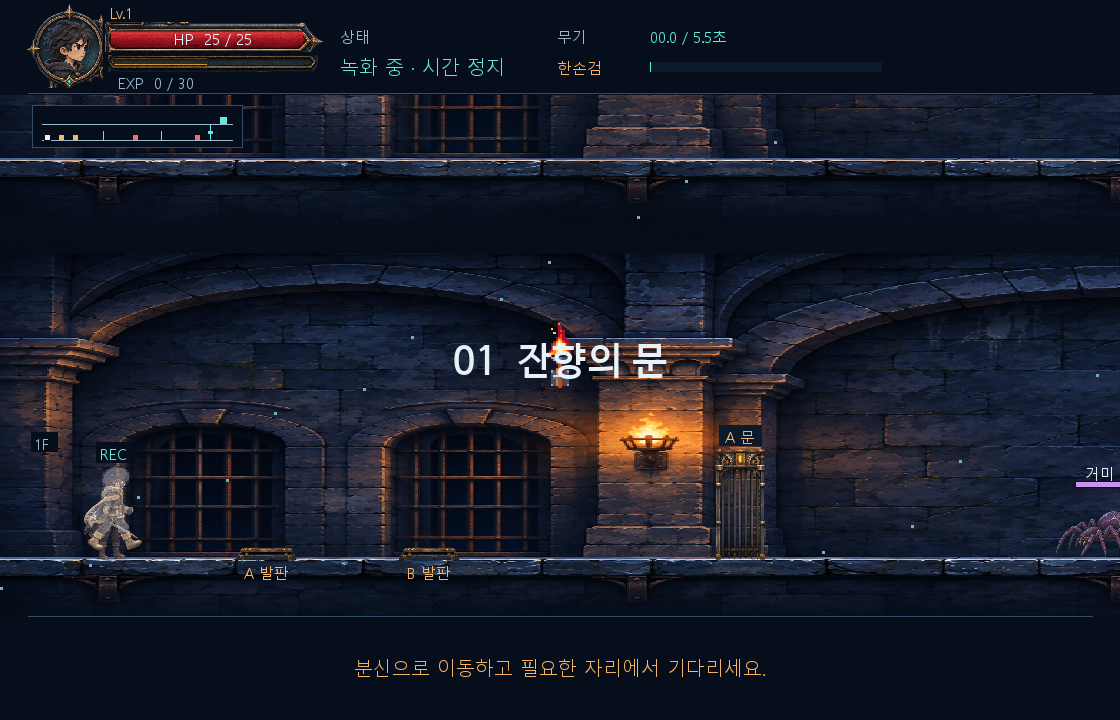 Lv.1
HP 25 / 25
EXP 0 / 30
상태
녹화 중 · 시간 정지
무기
한손검
00.0 / 5.5초
01 잔향의 문
A 문
1F
REC
거미
A 발판
B 발판
분신으로 이동하고 필요한 자리에서 기다리세요.